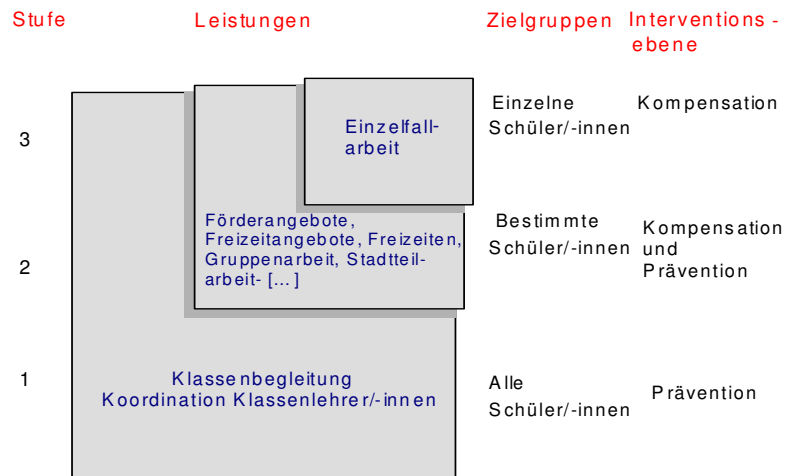 Stufe Leistungen Zielgruppen Interventions -
ebene
3
Einzelfall-
arbeit
Einzelne
Schüler/-innen
Kompensation
2
Förderangebote,
Freizeitangebote, Freizeiten,
Gruppenarbeit, Stadtteil-
arbeit- [...]
Bestimmte
Schüler/-innen
Kompensation
und
Prävention
1
Klassenbegleitung
Koordination Klassenlehrer/-innen
Alle
Schüler/-innen
Prävention